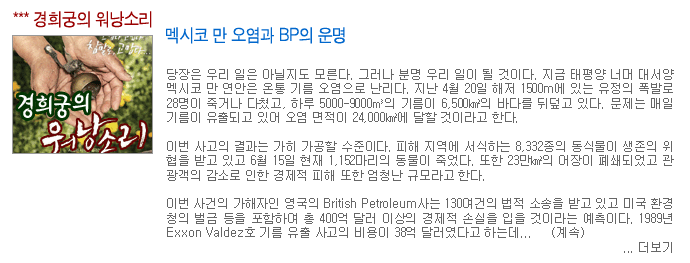 *** 경희궁의 워낭소리
멕시코 만 오염과 BP의 운명
경희궁의
워낭소리
당장은 우리 일은 아닐지도 모른다. 그러나 분명 우리 일이 될 것이다. 지금 태평양 너머 대서양
멕시코 만 연안은 온통 기름 오염으로 난리다. 지난 4월 20일 해저 1500m에 있는 유정의 폭발로
28명이 죽거나 다쳤고, 하루 5000-9000m³의 기름이 6,500㎢의 바다를 뒤덮고 있다. 문제는 매일
기름이 유출되고 있어 오염 면적이 24,000㎢에 달할 것이라고 한다.
이번 사고의 결과는 가히 가공할 수준이다. 피해 지역에 서식하는 8,332종의 동식물이 생존의 위
협을 받고 있고 6월 15일 현재 1,152마리의 동물이 죽었다. 또한 23만㎢의 어장이 폐쇄되었고 관
광객의 감소로 인한 경제적 피해 또한 엄청난 규모라고 한다.
이번 사건의 가해자인 영국의 British Petroleum사는 130여건의 법적 소송을 받고 있고 미국 환경
청의 벌금 등을 포함하여 총 400억 달러 이상의 경제적 손실을 입을 것이라는 예측이다. 1989년
Exxon Valdez호 기름 유출 사고의 비용이 38억 달러였다고 하는데... (계속)
... 더보기